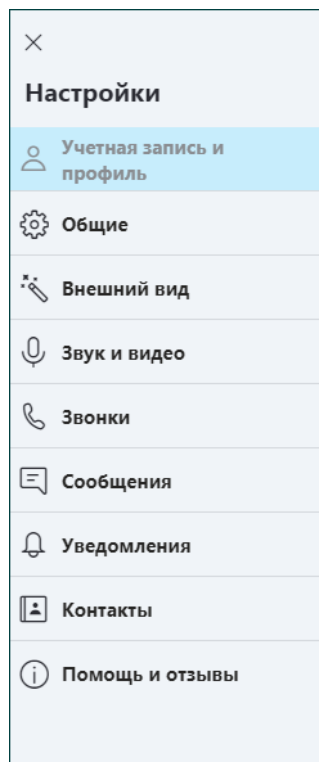 Настройки
Учетная запись и
профиль
Общие
Внешний вид
Звук и видео
Звонки
Сообщения
Уведомления
Контакты
Помощь и отзывы